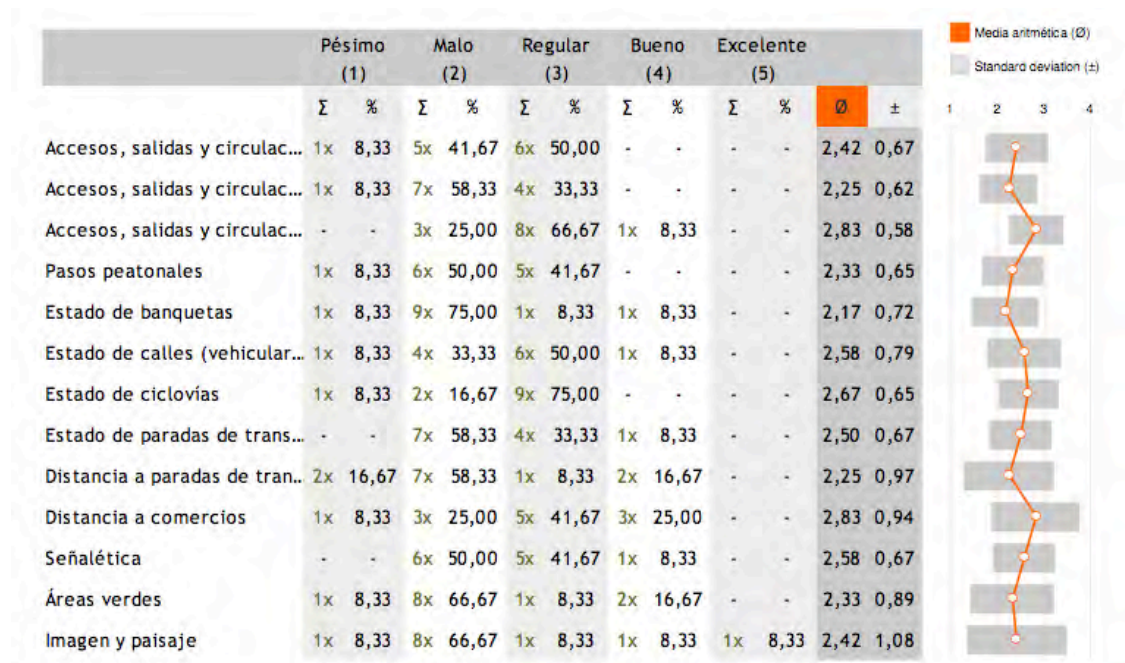 Pésimo Malo Regular Bueno Excelente
(1) (2) (3) (4) (5)
Σ % Σ % Σ % Σ % Σ % Ø ±
Accesos, salidas y circulac... 1x 8,33 5x 41,67 6x 50,00 - - - - 2,42 0,67
Accesos, salidas y circulac... 1x 8,33 7x 58,33 4x 33,33 - - - - 2,25 0,62
Accesos, salidas y circulac... - - 3x 25,00 8x 66,67 1x 8,33 - - 2,83 0,58
Pasos peatonales 1x 8,33 6x 50,00 5x 41,67 - - - - 2,33 0,65
Estado de banquetas 1x 8,33 9x 75,00 1x 8,33 1x 8,33 - - 2,17 0,72
Estado de calles (vehicular... 1x 8,33 4x 33,33 6x 50,00 1x 8,33 - - 2,58 0,79
Estado de ciclovías 1x 8,33 2x 16,67 9x 75,00 - - - - 2,67 0,65
Estado de paradas de trans... - - 7x 58,33 4x 33,33 1x 8,33 - - 2,50 0,67
Distancia a paradas de tran... 2x 16,67 7x 58,33 1x 8,33 2x 16,67 - - 2,25 0,97
Distancia a comercios 1x 8,33 3x 25,00 5x 41,67 3x 25,00 - - 2,83 0,94
Señalética - - 6x 50,00 5x 41,67 1x 8,33 - - 2,58 0,67
Áreas verdes 1x 8,33 8x 66,67 1x 8,33 2x 16,67 - - 2,33 0,89
Imagen y paisaje 1x 8,33 8x 66,67 1x 8,33 1x 8,33 1x 8,33 2,42 1,08
Media aritmética (Ø)
Standard deviation (±)
1 2 3 4